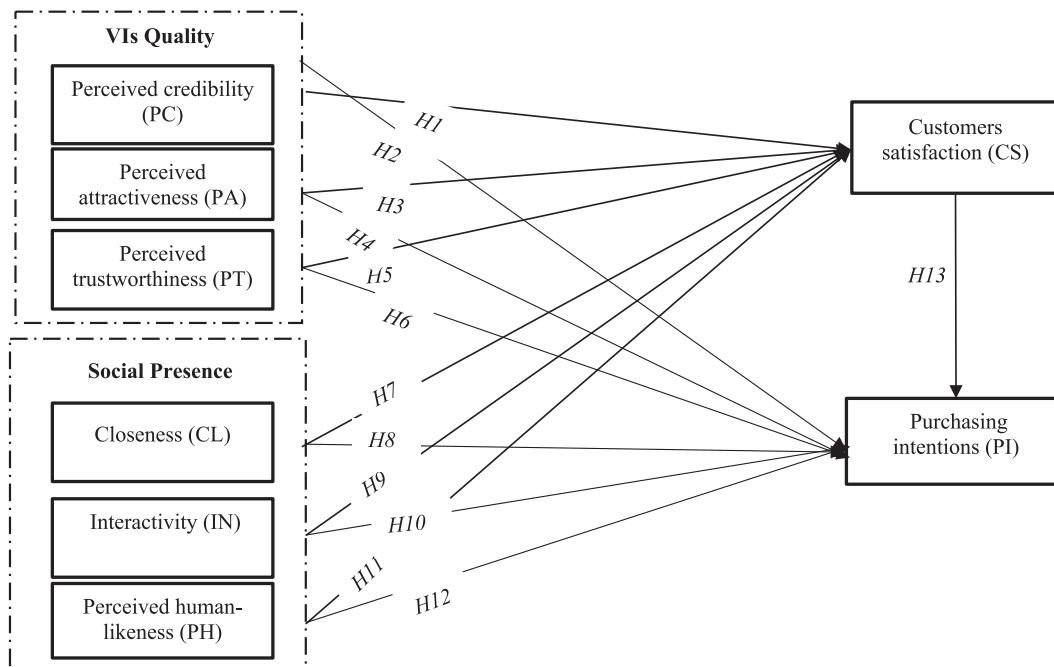 VIs Quality
Perceived credibility
(PC)
Perceived
attractiveness (PA)
Perceived
trustworthiness (PT)
Social Presence
Closeness (CL)
Interactivity (IN)
Perceived human-
likeness (PH)
H1
H2
H3
H4
H5
H6
H7
H8
H9
H10
H11
H12
Customers
satisfaction (CS)
H13
Purchasing
intentions (PI)